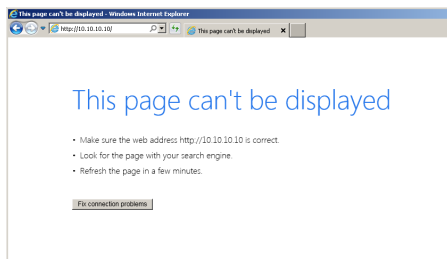 This page can't be displayed - Windows Internet Explorer
http://10.10.10.10/
This page can't be displayed
This page can't be displayed
• Make sure the web address http://10.10.10.10 is correct.
• Look for the page with your search engine.
• Refresh the page in a few minutes.
Fix connection problems